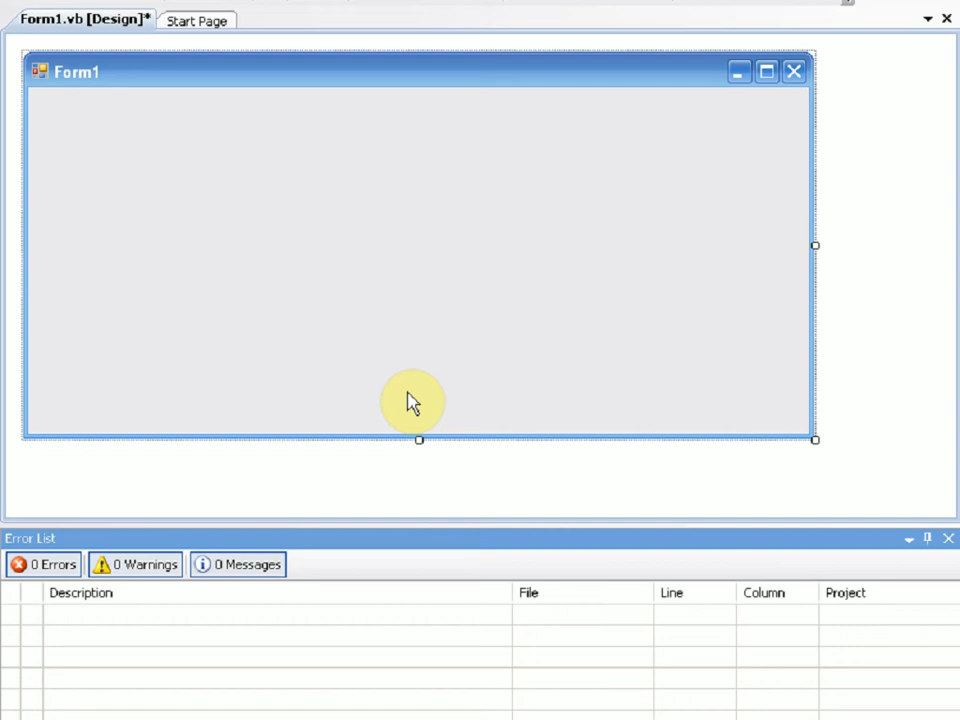 Form1.vb [Design]* Start Page
Form1
Error List
0 Errors 0 Warnings 0 Messages
Description File Line Column Project